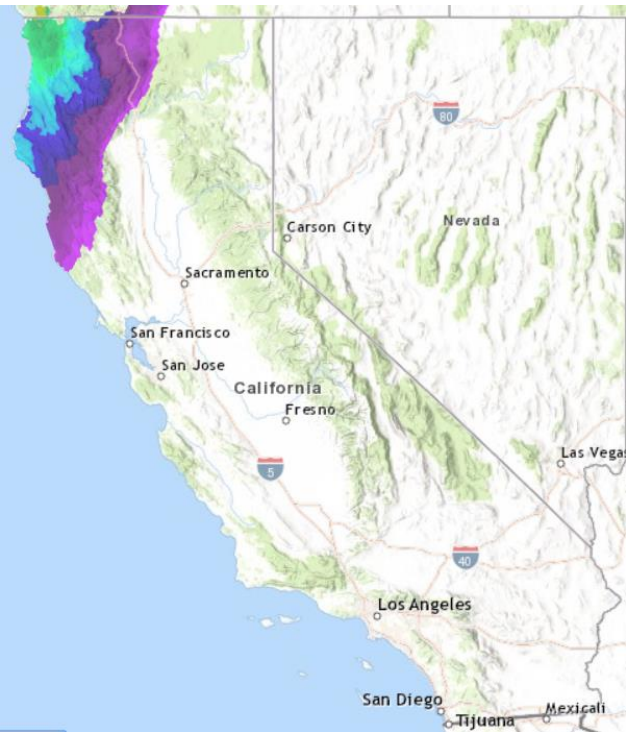 80
Carson City
Nevada
Sacramento
San Francisco
San Jose
California
Fresno
Las Vegas
5
40
Los Angeles
San Diego
Tijuana
Mexicali